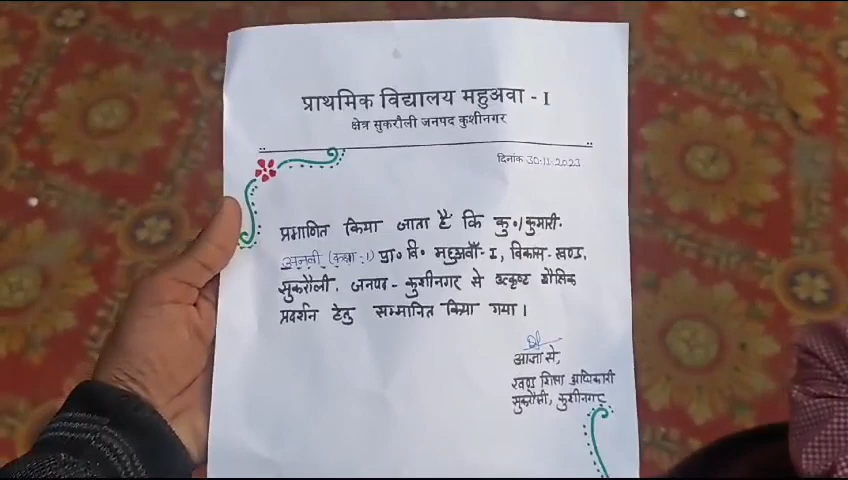 प्राथमिक विद्यालय महुअवा - I
क्षेत्र सुकरौली जनपद कुशीनगर
दिनांक 30-11-2023
प्रमाणित किया जाता है कि कु०/कुमारी.
अनवी (कक्षा :1) प्रा० वि० महुअवाँ-I, विकास-खण्ड,
सुकरौली. जनपद - कुशीनगर से उत्कृष्ट शैक्षिक
प्रदर्शन हेतु सम्मानित किया गया।
आज्ञा से,
खण्ड शिक्षा अधिकारी
सुकरौली, कुशीनगर